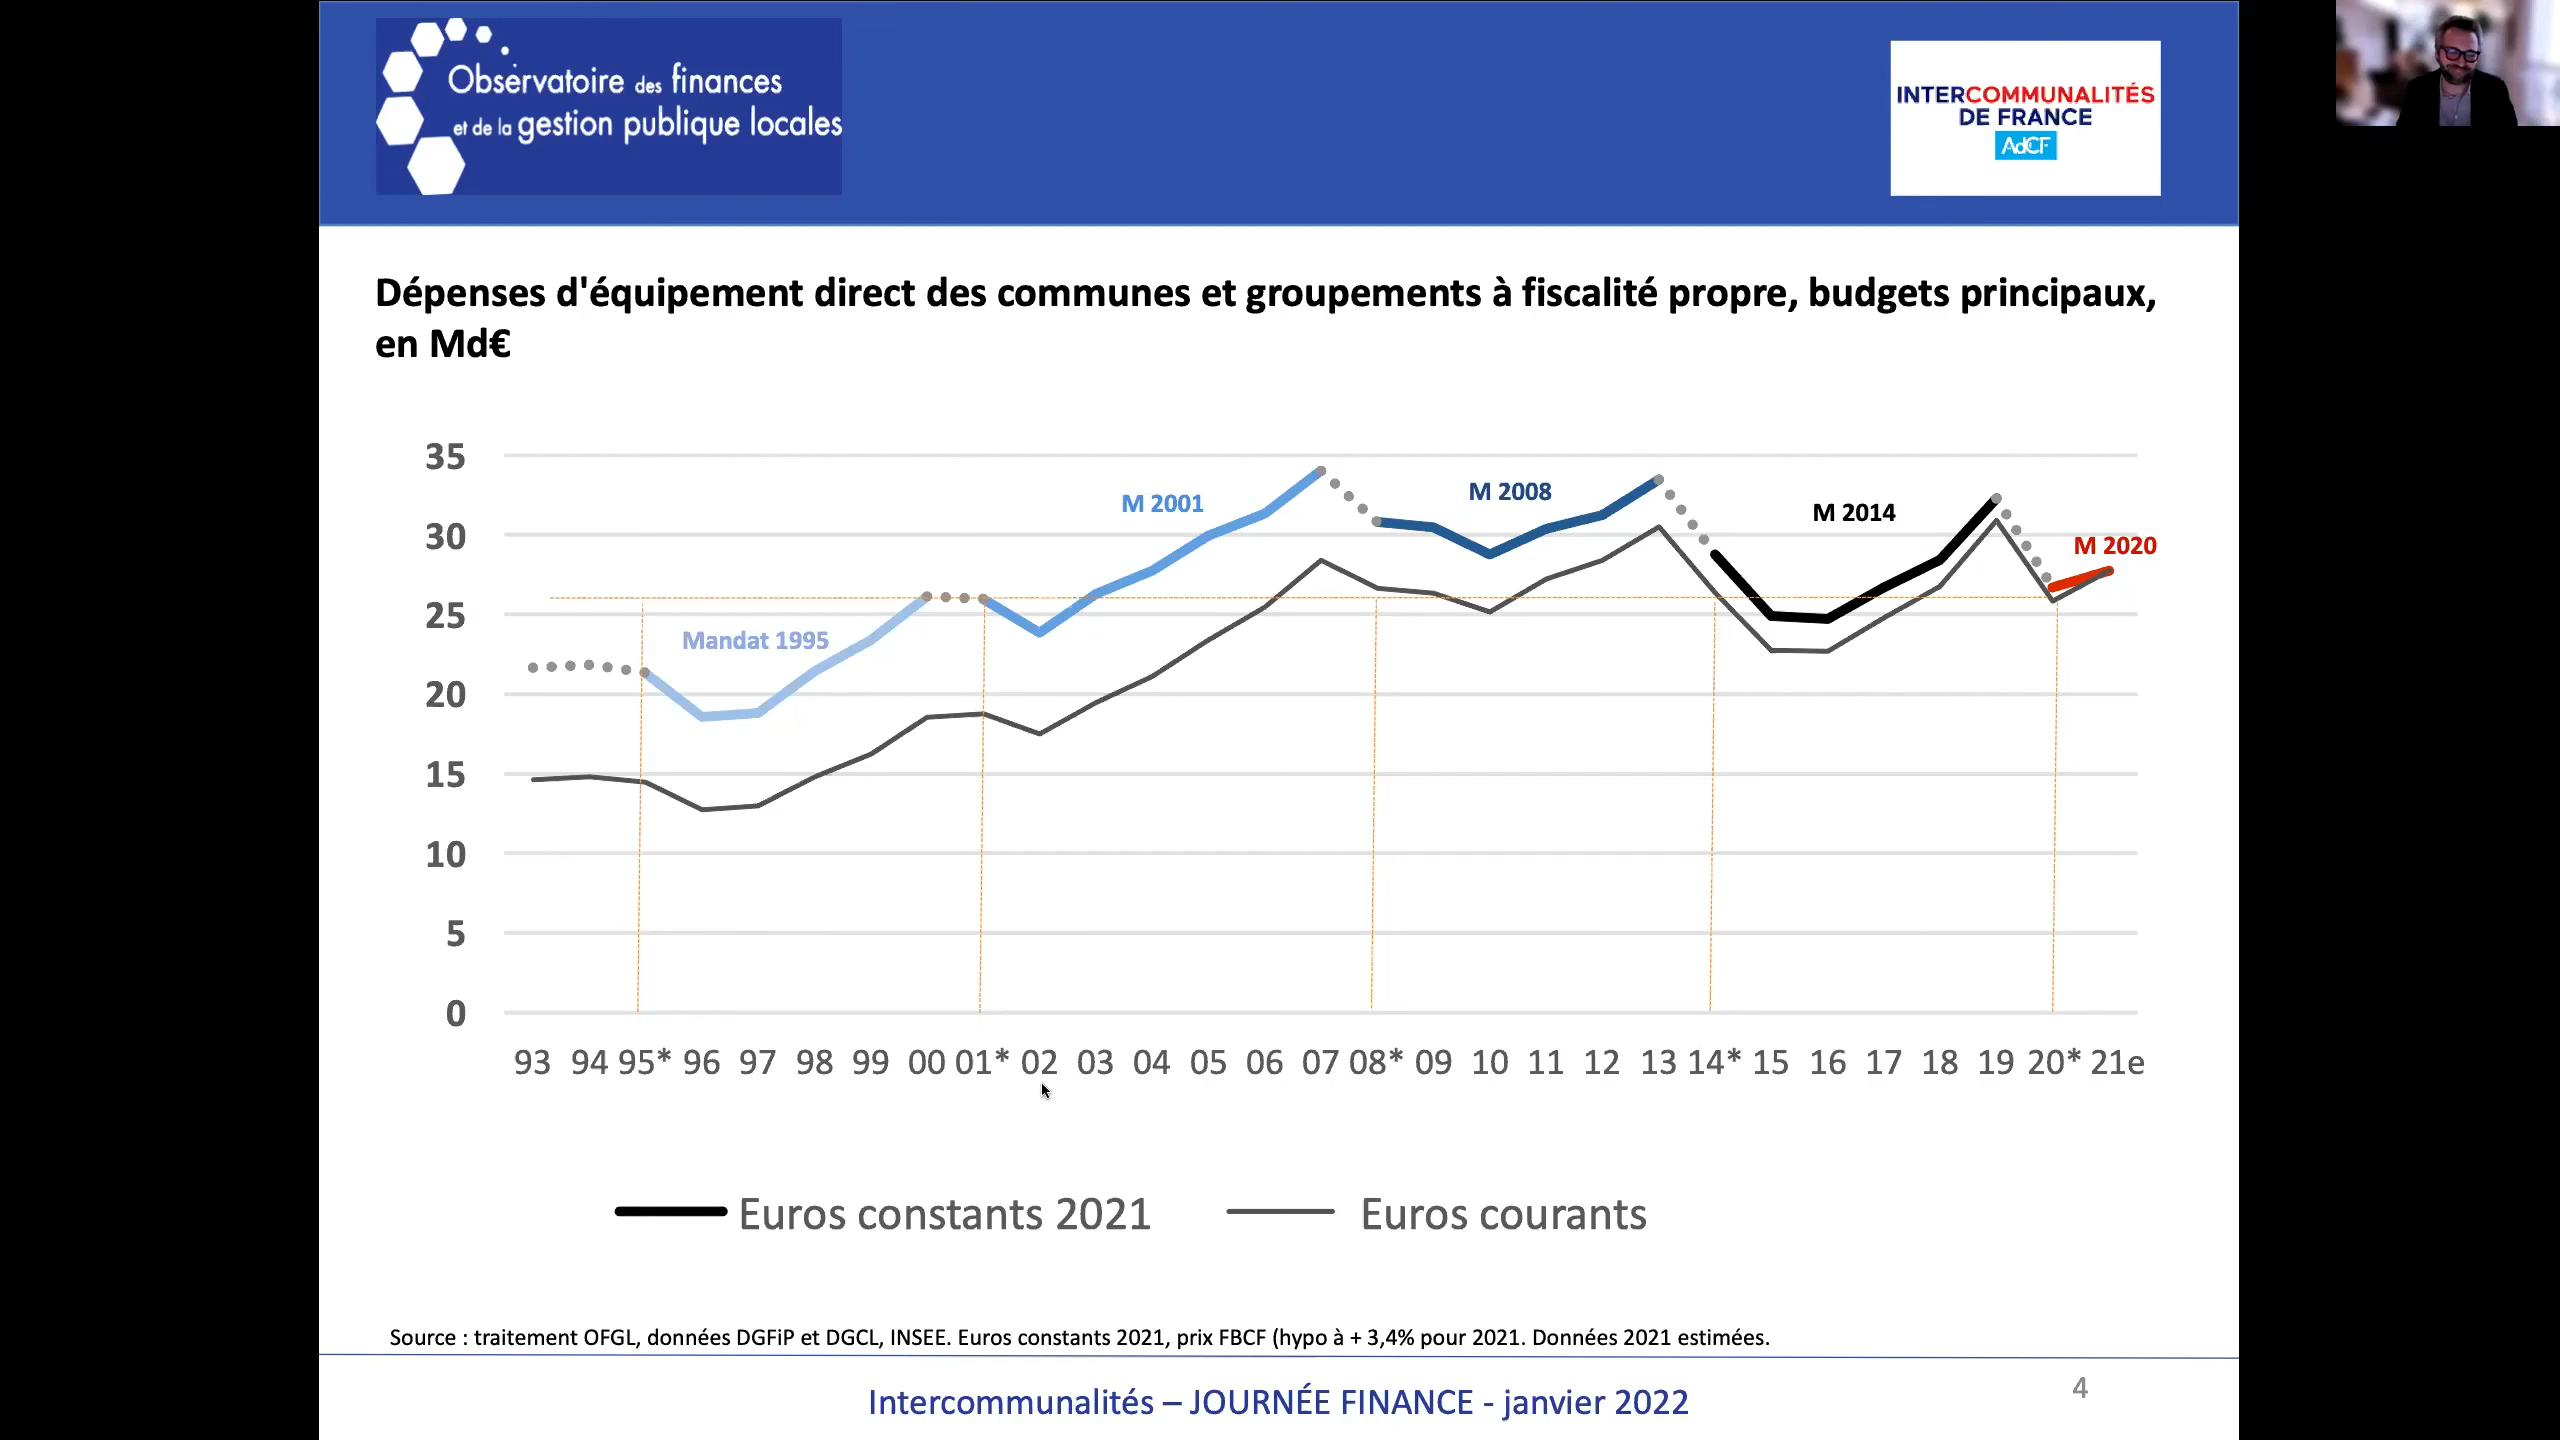 Observatoire des finances
et de la gestion publique locales
INTERCOMMUNALITÉS
DE FRANCE
AdCF
Dépenses d'équipement direct des communes et groupements à fiscalité propre, budgets principaux,
en Md€
35
30
25
20
15
10
5
0
Mandat 1995
M 2001
M 2008
M 2014
M 2020
93 94 95* 96 97 98 99 00 01* 02 03 04 05 06 07 08* 09 10 11 12 13 14* 15 16 17 18 19 20* 21e
Euros constants 2021 Euros courants
Source : traitement OFGL, données DGFiP et DGCL, INSEE. Euros constants 2021, prix FBCF (hypo à + 3,4% pour 2021. Données 2021 estimées.
Intercommunalités – JOURNÉE FINANCE - janvier 2022
4